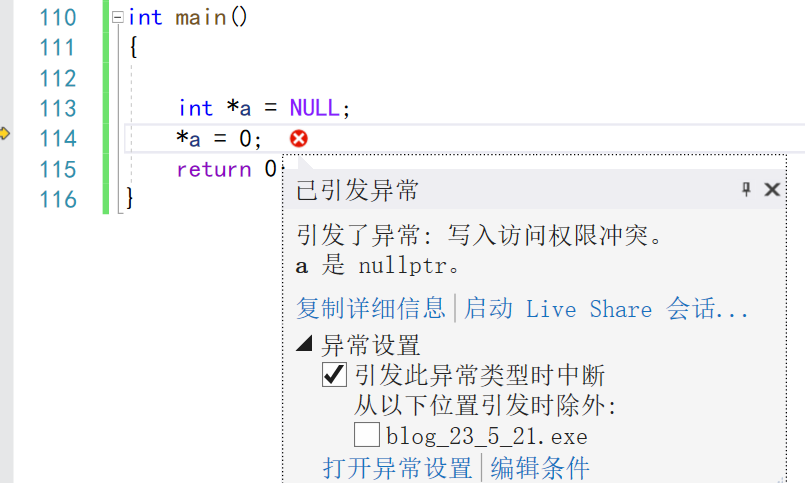 110 int main()
111 {
112
113 int *a = NULL;
114 *a = 0;
115 return 0;
116 }
已引发异常
引发了异常: 写入访问权限冲突。
a 是 nullptr。
复制详细信息 | 启动 Live Share 会话...
异常设置
引发此异常类型时中断
从以下位置引发时除外:
blog_23_5_21.exe
打开异常设置 | 编辑条件